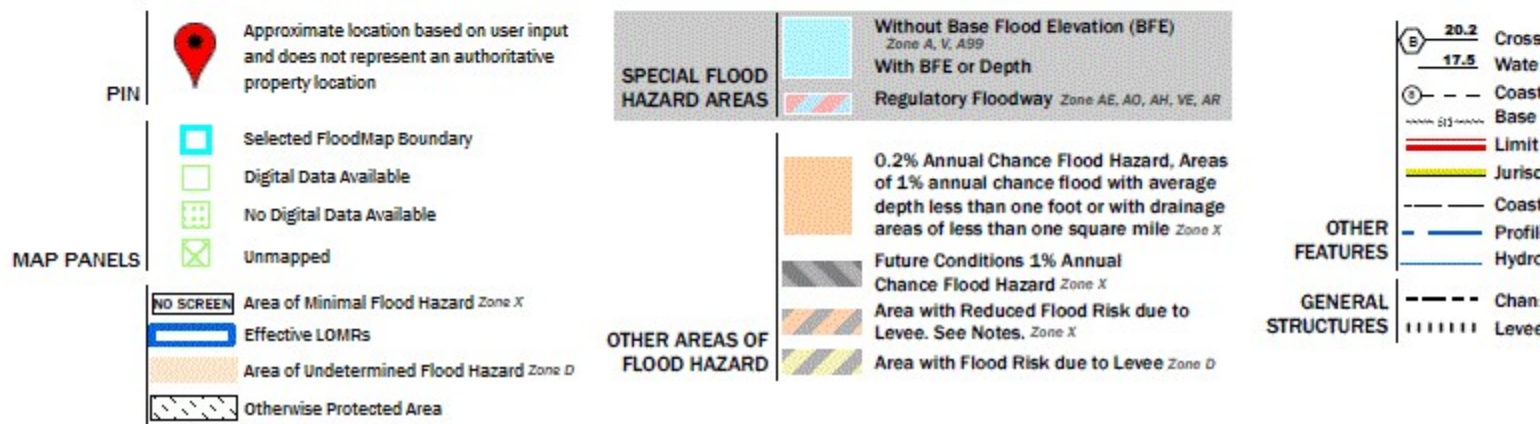 PIN
Approximate location based on user input
and does not represent an authoritative
property location
MAP PANELS
Selected FloodMap Boundary
Digital Data Available
No Digital Data Available
Unmapped
NO SCREEN Area of Minimal Flood Hazard Zone X
Effective LOMRs
Area of Undetermined Flood Hazard Zone D
Otherwise Protected Area
SPECIAL FLOOD
HAZARD AREAS
Without Base Flood Elevation (BFE)
Zone A, V, A99
With BFE or Depth
Regulatory Floodway Zone AE, AO, AH, VE, AR
OTHER AREAS OF
FLOOD HAZARD
0.2% Annual Chance Flood Hazard, Areas
of 1% annual chance flood with average
depth less than one foot or with drainage
areas of less than one square mile Zone X
Future Conditions 1% Annual
Chance Flood Hazard Zone X
Area with Reduced Flood Risk due to
Levee. See Notes. Zone X
Area with Flood Risk due to Levee Zone D
OTHER
FEATURES
B 20.2 Cross
17.5 Wate
8 Coast
513 Base
Limit
Jurisd
Coast
Profil
Hydro
GENERAL
STRUCTURES
Chan
Levee